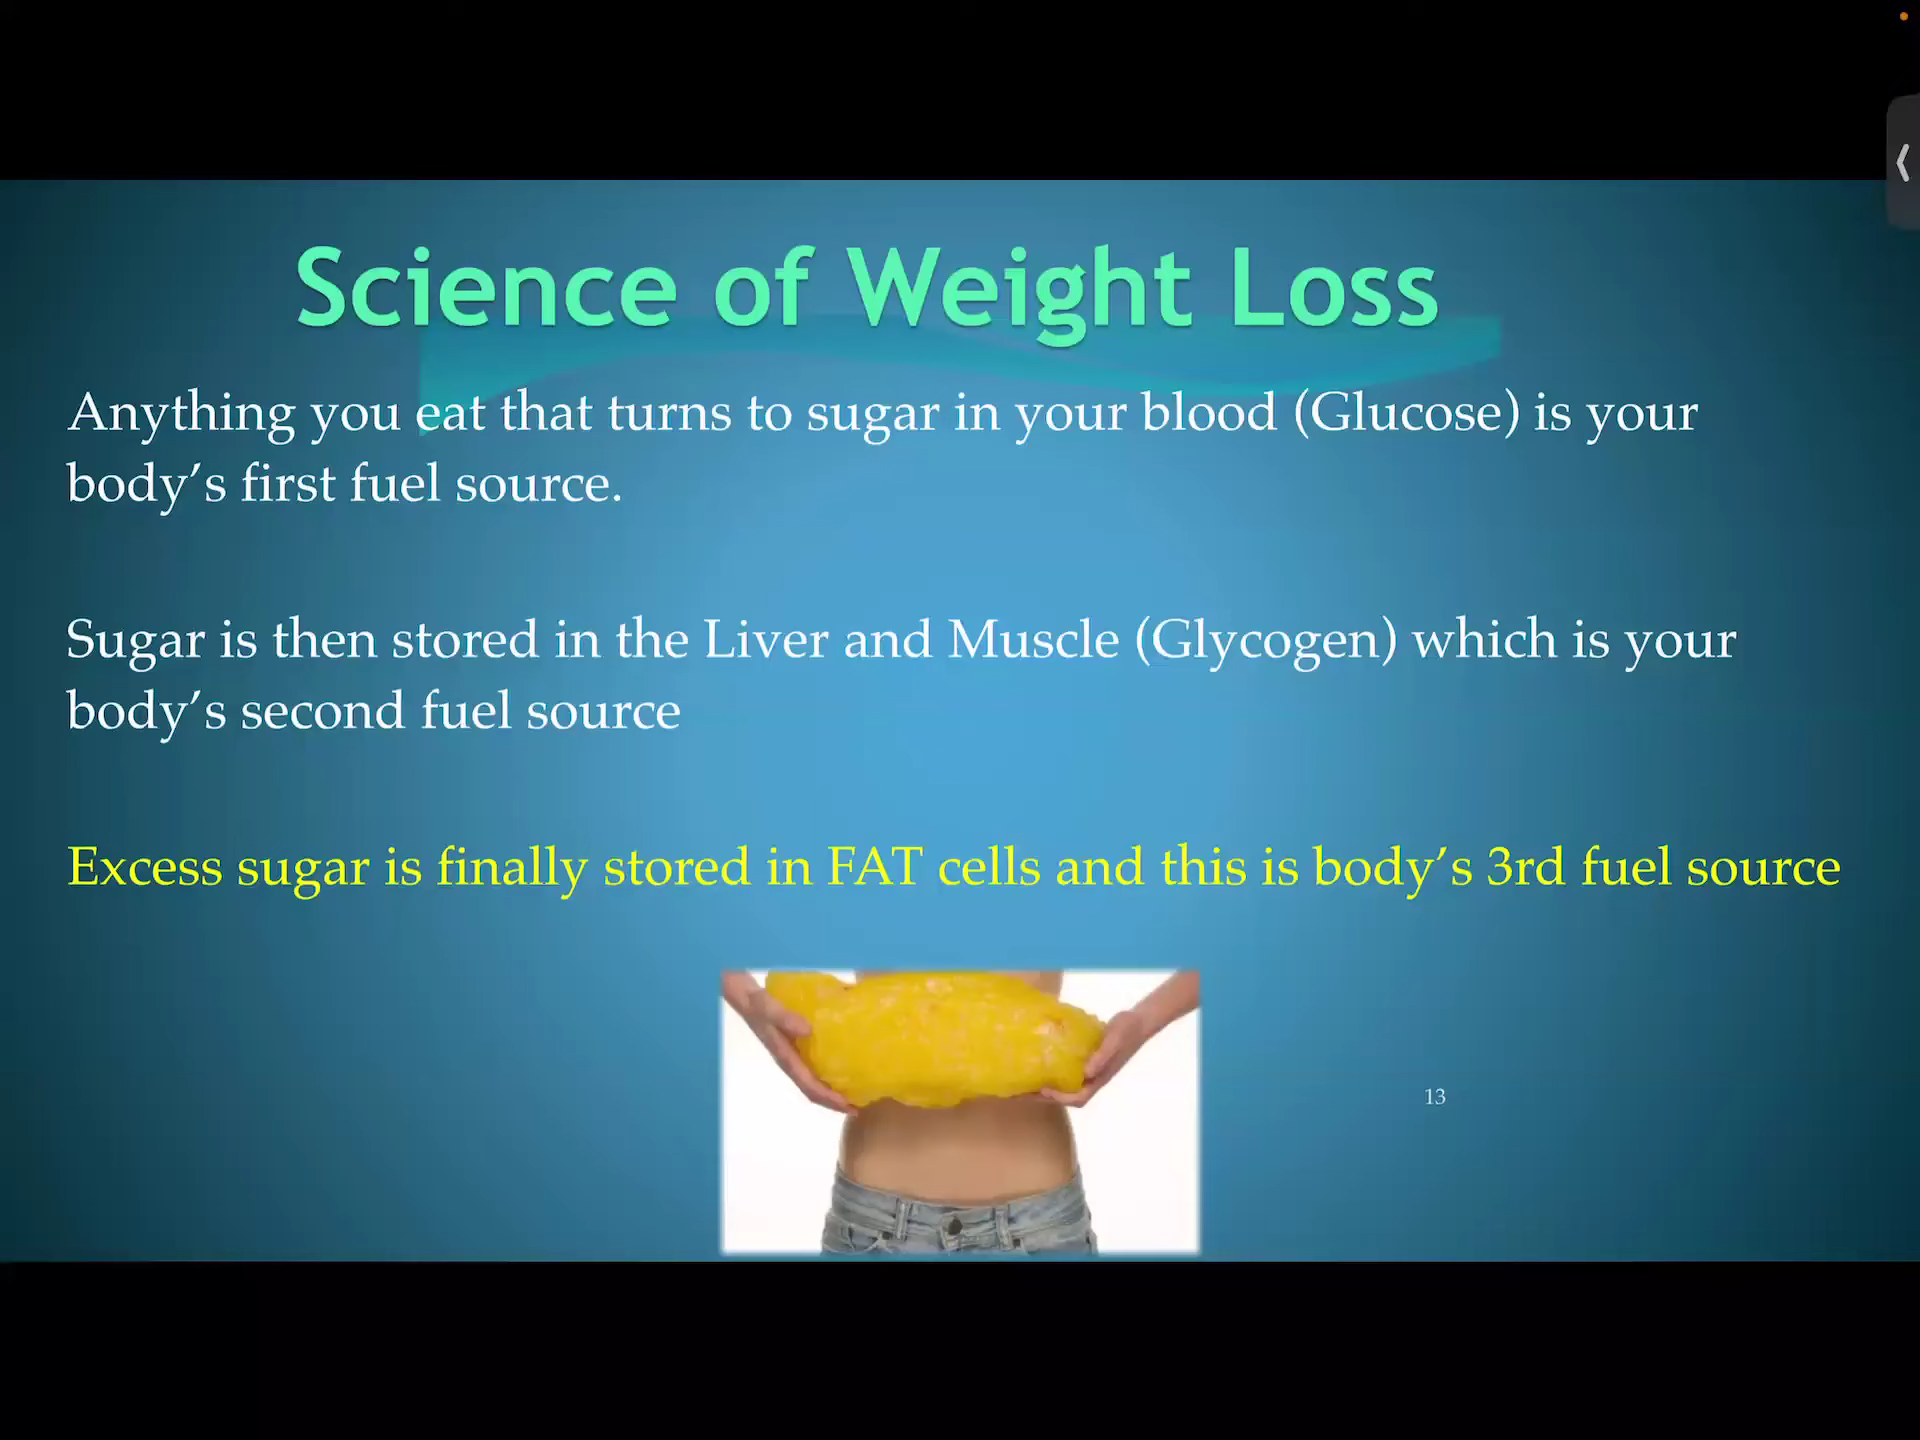 Science of Weight Loss
Anything you eat that turns to sugar in your blood (Glucose) is your
body’s first fuel source.
Sugar is then stored in the Liver and Muscle (Glycogen) which is your
body’s second fuel source
Excess sugar is finally stored in FAT cells and this is body’s 3rd fuel source
13